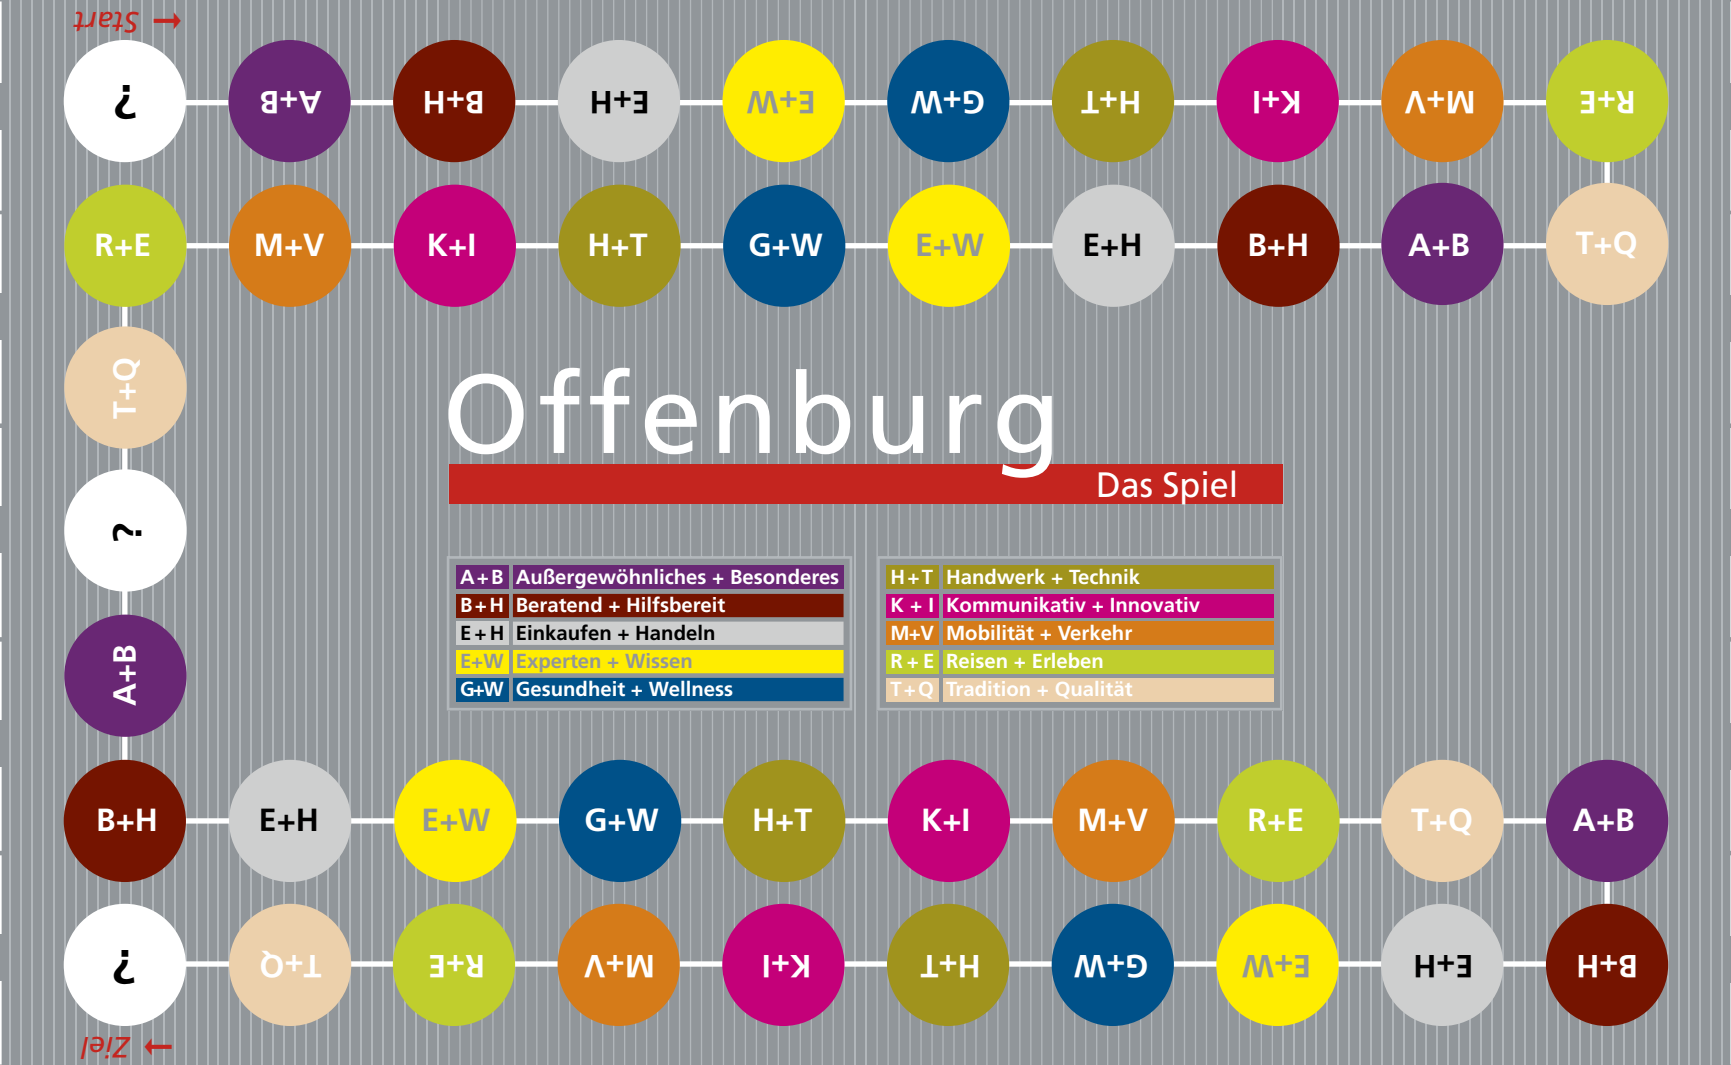 Start →
? A+B B+H E+H E+W G+W H+T K+I M+V R+E
R+E M+V K+I H+T G+W E+W E+H B+H A+B T+Q
T+Q
Offenburg
Das Spiel
?
A+B Außergewöhnliches + Besonderes
B+H Beratend + Hilfsbereit
E+H Einkaufen + Handeln
E+W Experten + Wissen
G+W Gesundheit + Wellness
H+T Handwerk + Technik
K+I Kommunikativ + Innovativ
M+V Mobilität + Verkehr
R+E Reisen + Erleben
T+Q Tradition + Qualität
A+B
B+H E+H E+W G+W H+T K+I M+V R+E T+Q A+B
? T+Q R+E M+V K+I H+T G+W E+W E+H B+H
Ziel ←